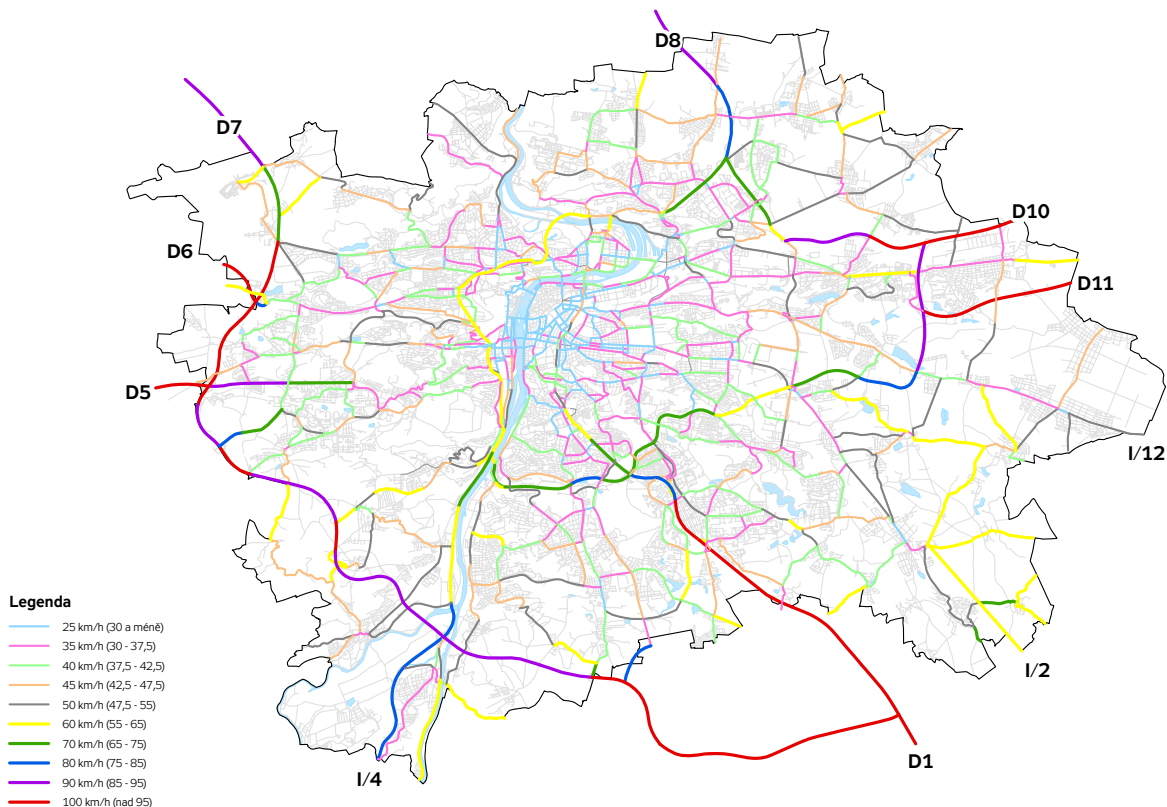 D8
D7
D10
D6
D11
D5
I/12
I/2
D1
I/4
Legenda
25 km/h (30 a méně)
35 km/h (30 - 37,5)
40 km/h (37,5 - 42,5)
45 km/h (42,5 - 47,5)
50 km/h (47,5 - 55)
60 km/h (55 - 65)
70 km/h (65 - 75)
80 km/h (75 - 85)
90 km/h (85 - 95)
100 km/h (nad 95)